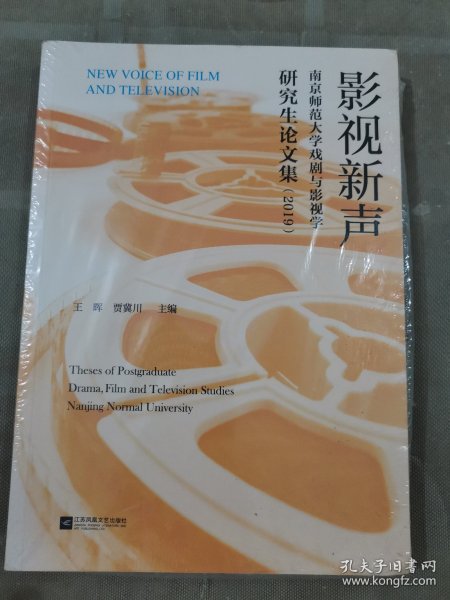 影视新声
南京师范大学戏剧与影视学
研究生论文集（2019）
NEW VOICE OF FILM
AND TELEVISION
王晖 贾冀川 主编
Theses of Postgraduate
Drama, Film and Television Studies
Nanjing Normal University
江苏凤凰文艺出版社
孔夫子旧书网
www.kongfz.com